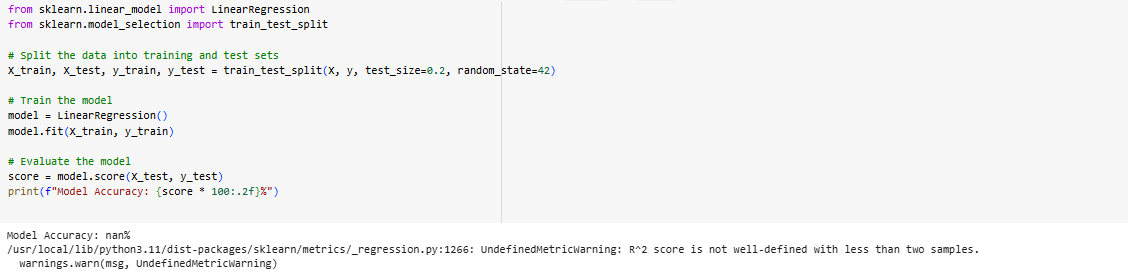 from sklearn.linear_model import LinearRegression
from sklearn.model_selection import train_test_split
# Split the data into training and test sets
X_train, X_test, y_train, y_test = train_test_split(X, y, test_size=0.2, random_state=42)
# Train the model
model = LinearRegression()
model.fit(X_train, y_train)
# Evaluate the model
score = model.score(X_test, y_test)
print(f"Model Accuracy: {score * 100:.2f}%")
Model Accuracy: nan%
/usr/local/lib/python3.11/dist-packages/sklearn/metrics/_regression.py:1266: UndefinedMetricWarning: R^2 score is not well-defined with less than two samples.
warnings.warn(msg, UndefinedMetricWarning)